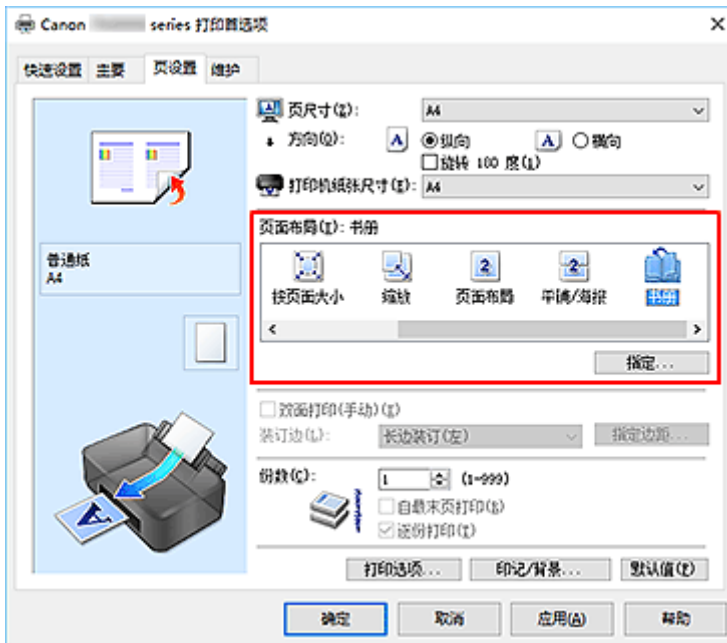 Canon series 打印首选项
快速设置 主要 页设置 维护
页尺寸(Z): A4
方向(O): A 纵向 A 横向
旋转 180 度(1)
打印机纸张尺寸(E): A4
页面布局(I): 书册
按页面大小 缩放 页面布局 平铺/海报 书册
指定...
普通纸
A4
双面打印(手动)(X)
装订边(L): 长边装订(左) 指定边距...
份数(C): 1 (1-999)
自最末页打印(S)
逐份打印(T)
打印选项... 印记/背景... 默认值(F)
确定 取消 应用(A) 帮助